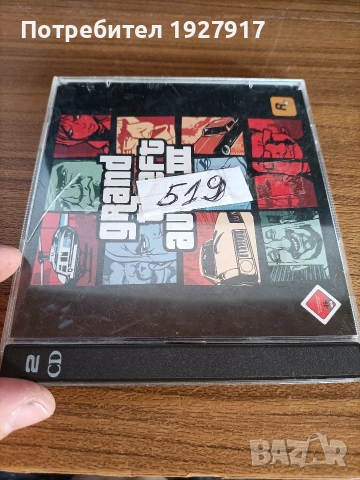 Потребител 1927917
grand
theft
auto III
519
R
2
CD
BAZAR